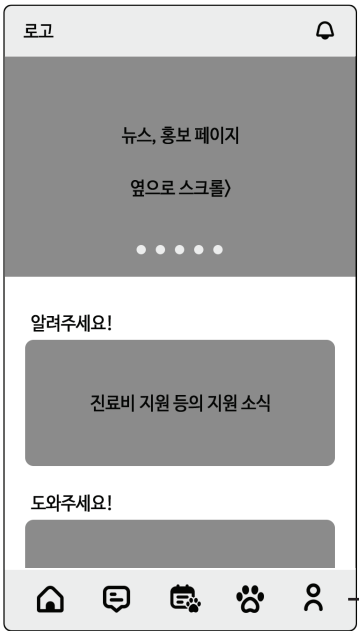 로고
뉴스, 홍보 페이지
옆으로 스크롤〉
알려주세요!
진료비 지원 등의 지원 소식
도와주세요!